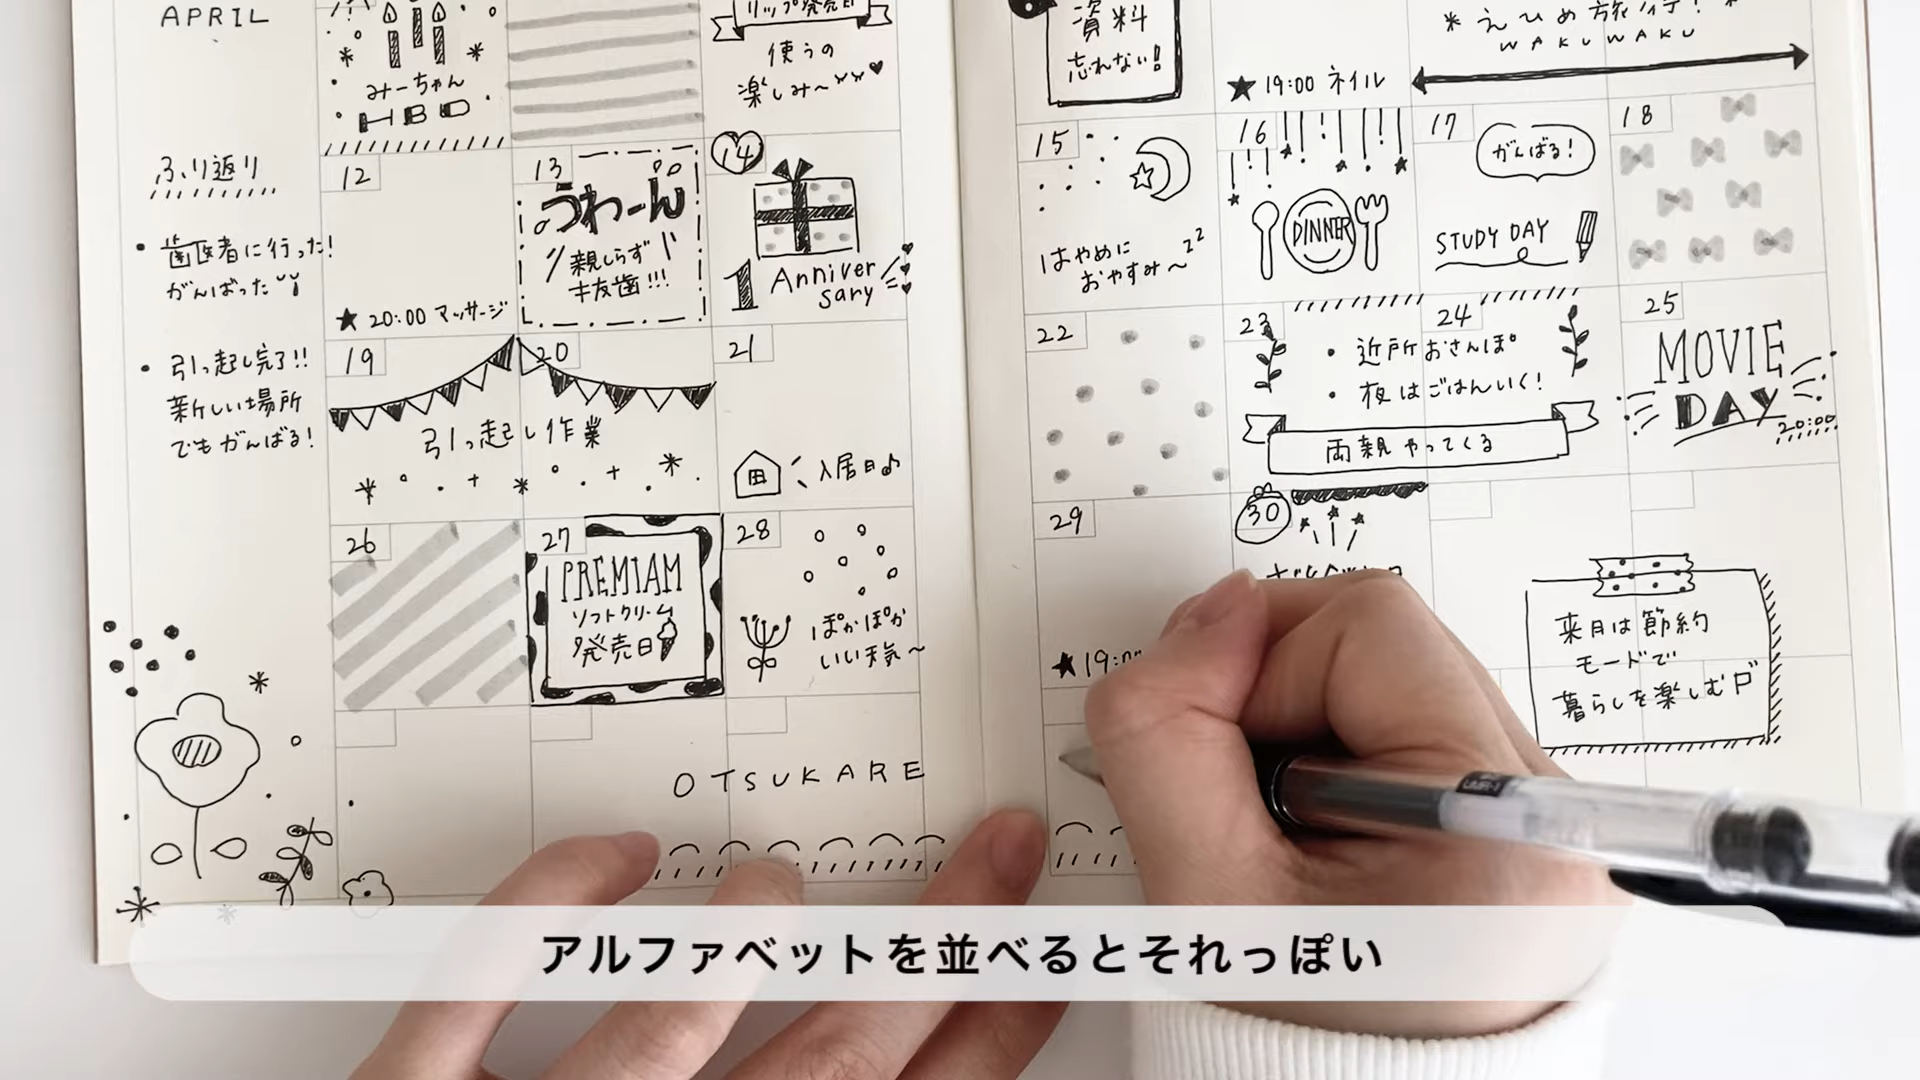 APRIL
みーちゃん
HBD
リップ発売日
使うの
楽しみ〜
資料
忘れない!
えひめ旅行!
WAKUWAKU
★19:00 ネイル
ふり返り
・歯医者に行った!
がんばった
・引っ起し完了!!
新しい場所
でもがんばる!
12
★20:00 マッサージ
13
うわーん
親しらず
抜歯!!!
14
1 Anniver
sary
15
はやめに
おやすみ〜zz
16
DINNER
17
がんばる!
STUDY DAY
18
19
20
引っ起し作業
21
入居日♪
22
23
24
・近所おさんぽ
・夜はごはんいく!
両親やってくる
25
MOVIE
DAY
20:00
26
27
PREMIAM
ソフトクリーム
発売日
28
ぽかぽか
いい天気〜
29
★19:
30
来月は節約
モードで
暮らしを楽しむ
OTSUKARE
UMR-1
アルファベットを並べるとそれっぽい